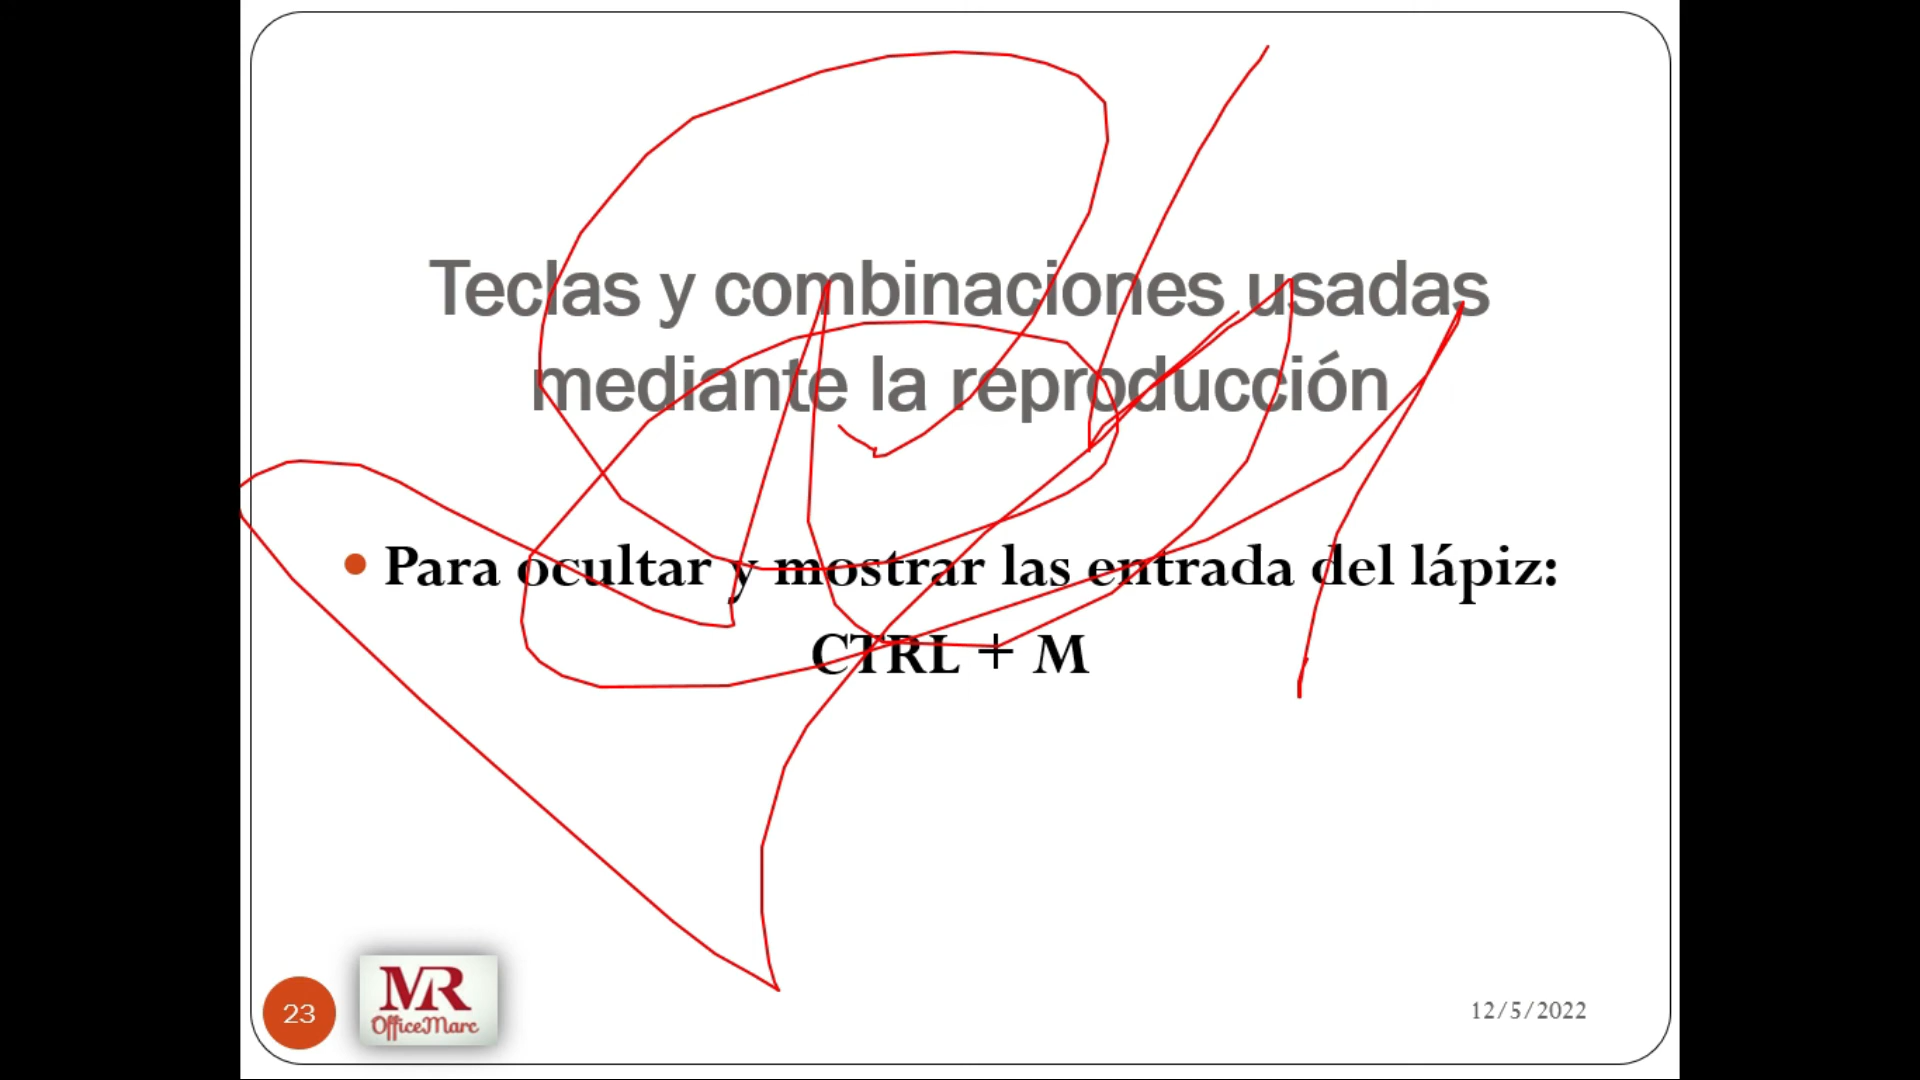 Teclas y combinaciones usadas
mediante la reproducción
Para ocultar y mostrar las entrada del lápiz:
CTRL + M
23
MR
OfficeMarc
12/5/2022